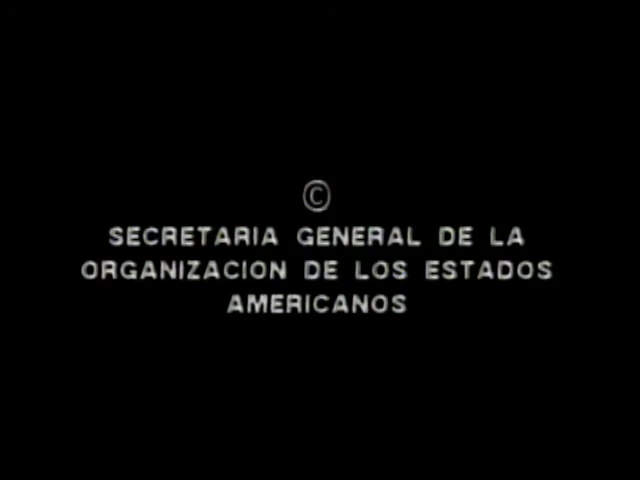 ©
SECRETARIA GENERAL DE LA
ORGANIZACION DE LOS ESTADOS
AMERICANOS